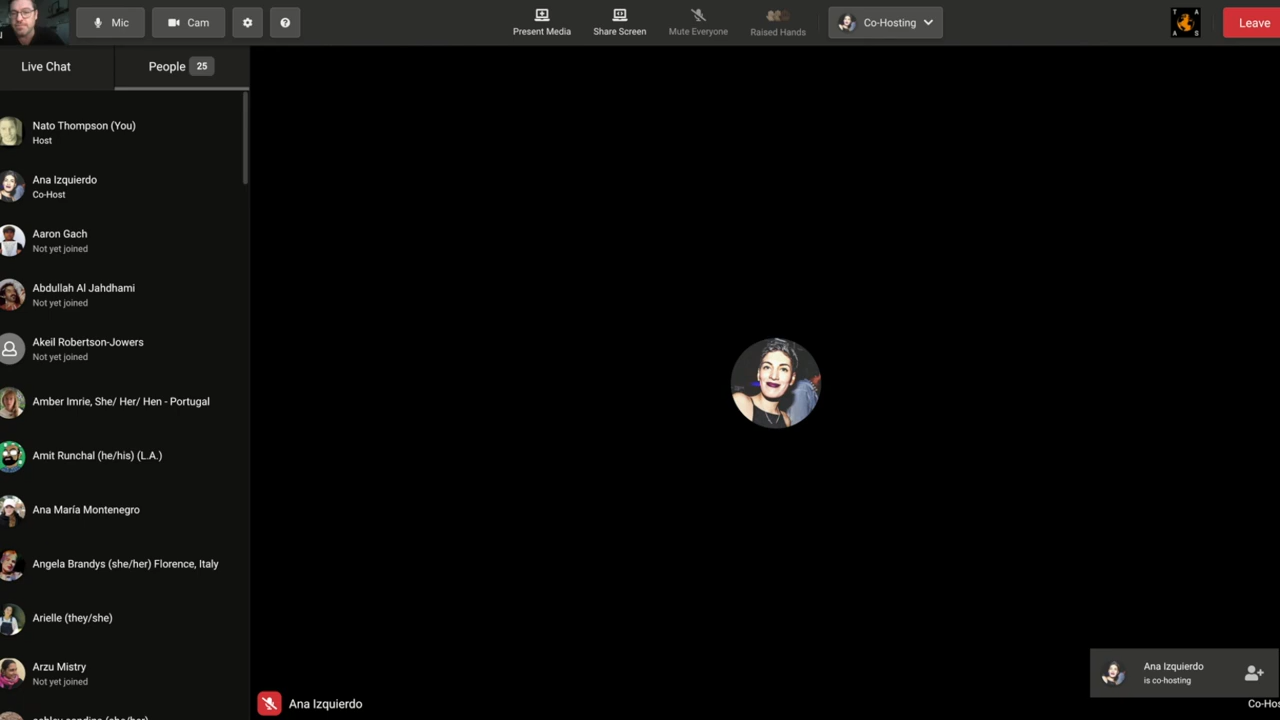 Mic
Cam
Present Media
Share Screen
Mute Everyone
Raised Hands
Co-Hosting
T A
A S
Leave
Live Chat
People 25
Nato Thompson (You)
Host
Ana Izquierdo
Co-Host
Aaron Gach
Not yet joined
Abdullah Al Jahdhami
Not yet joined
Akeil Robertson-Jowers
Not yet joined
Amber Imrie, She/ Her/ Hen - Portugal
Amit Runchal (he/his) (L.A.)
Ana María Montenegro
Angela Brandys (she/her) Florence, Italy
Arielle (they/she)
Arzu Mistry
Not yet joined
Ana Izquierdo
is co-hosting
Ana Izquierdo
Co-Hos